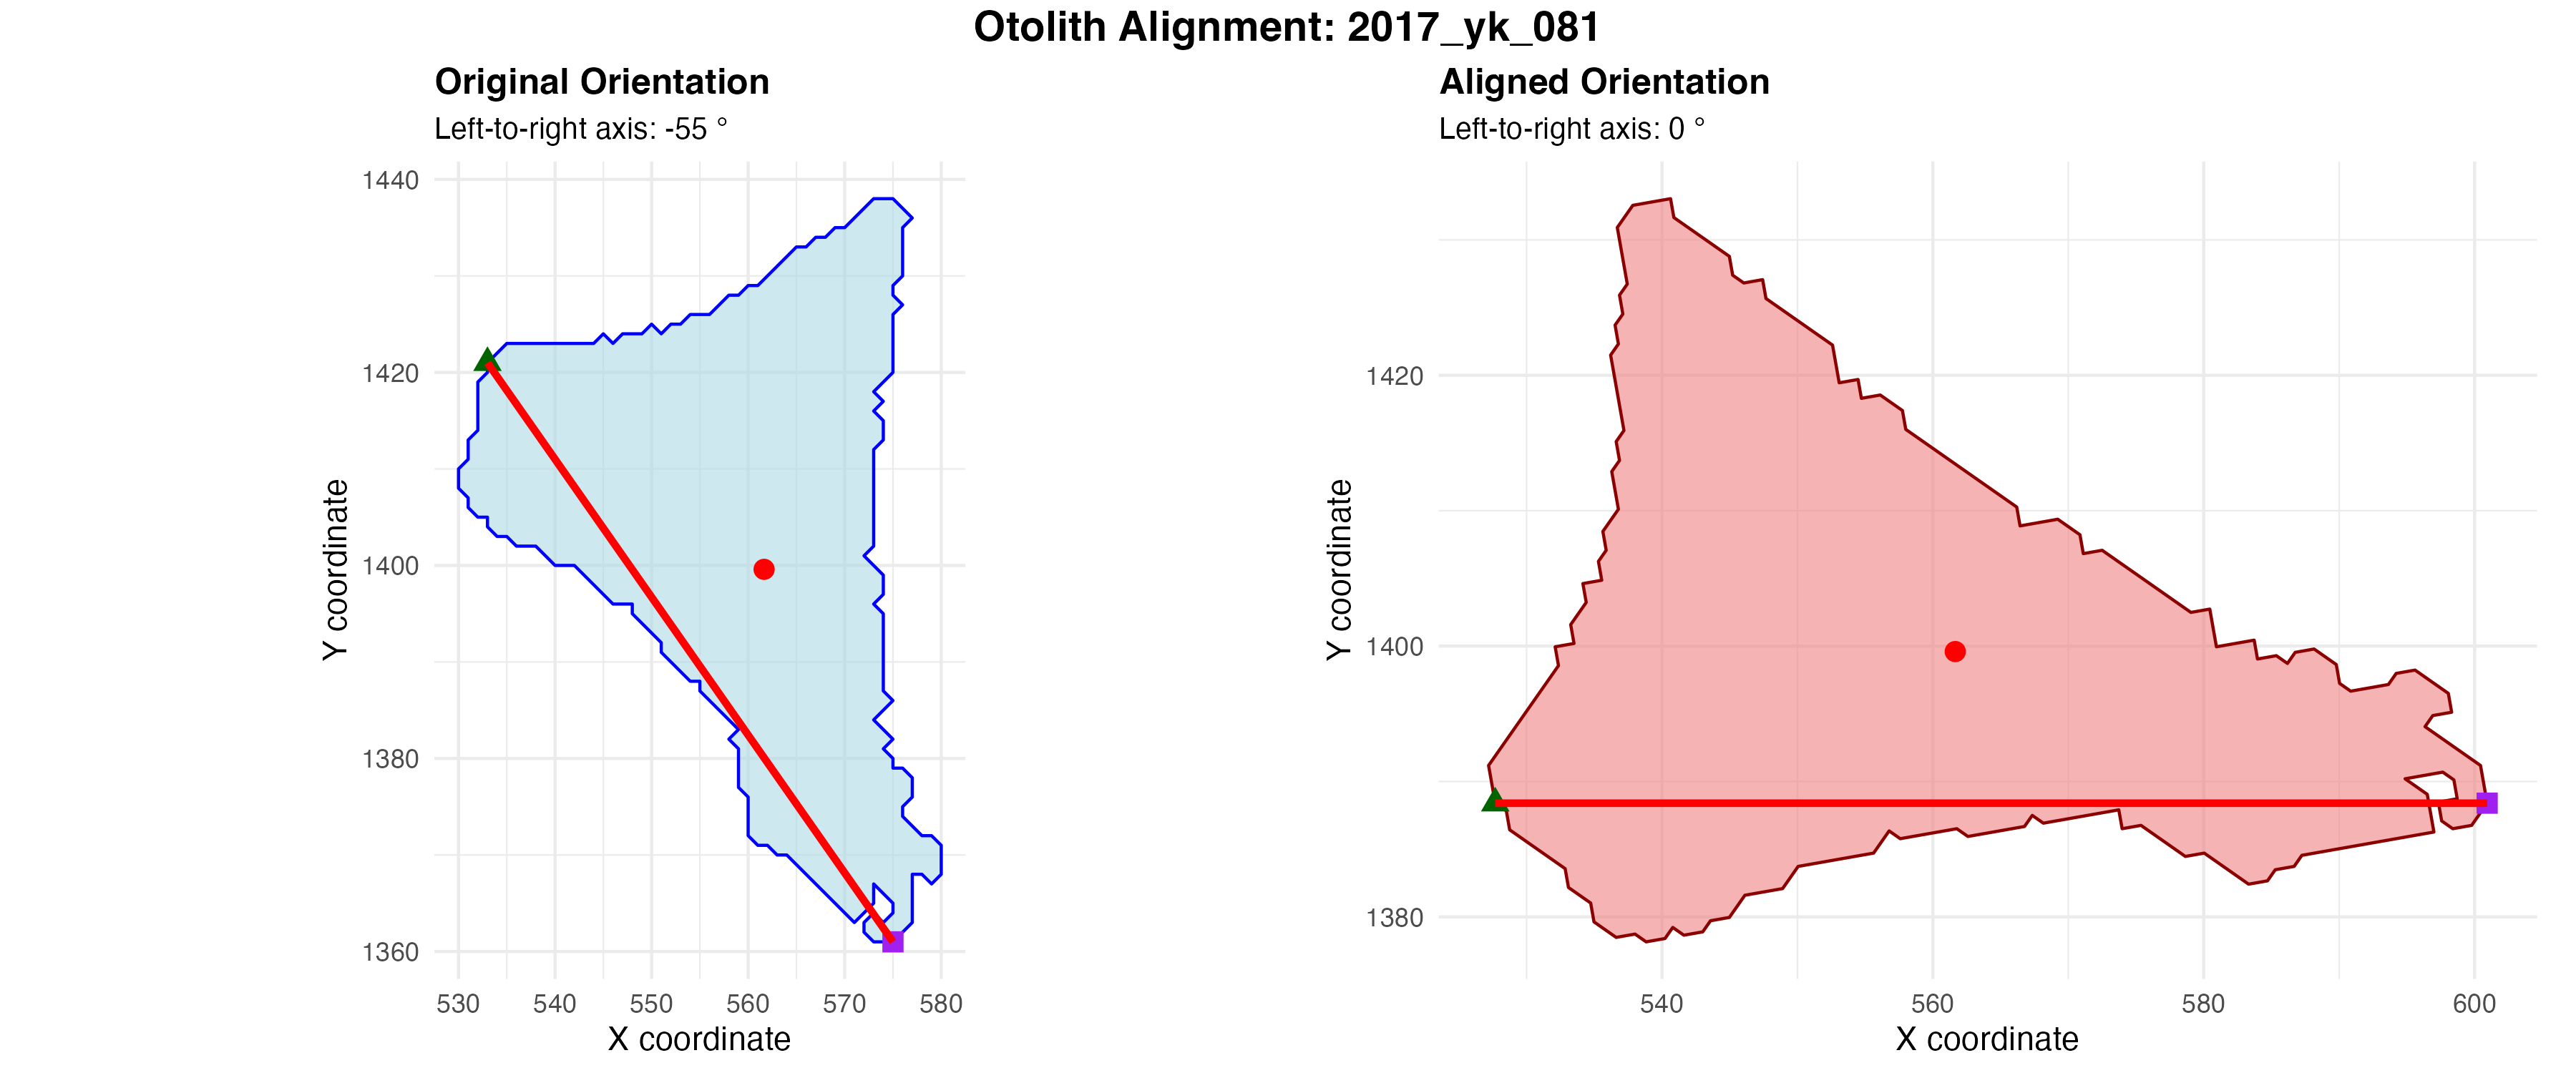 Otolith Alignment: 2017_yk_081
Original Orientation
Left-to-right axis: -55 °
1440
1420
1400
1380
1360
Y coordinate
530 540 550 560 570 580
X coordinate
Aligned Orientation
Left-to-right axis: 0 °
1420
1400
1380
Y coordinate
540 560 580 600
X coordinate